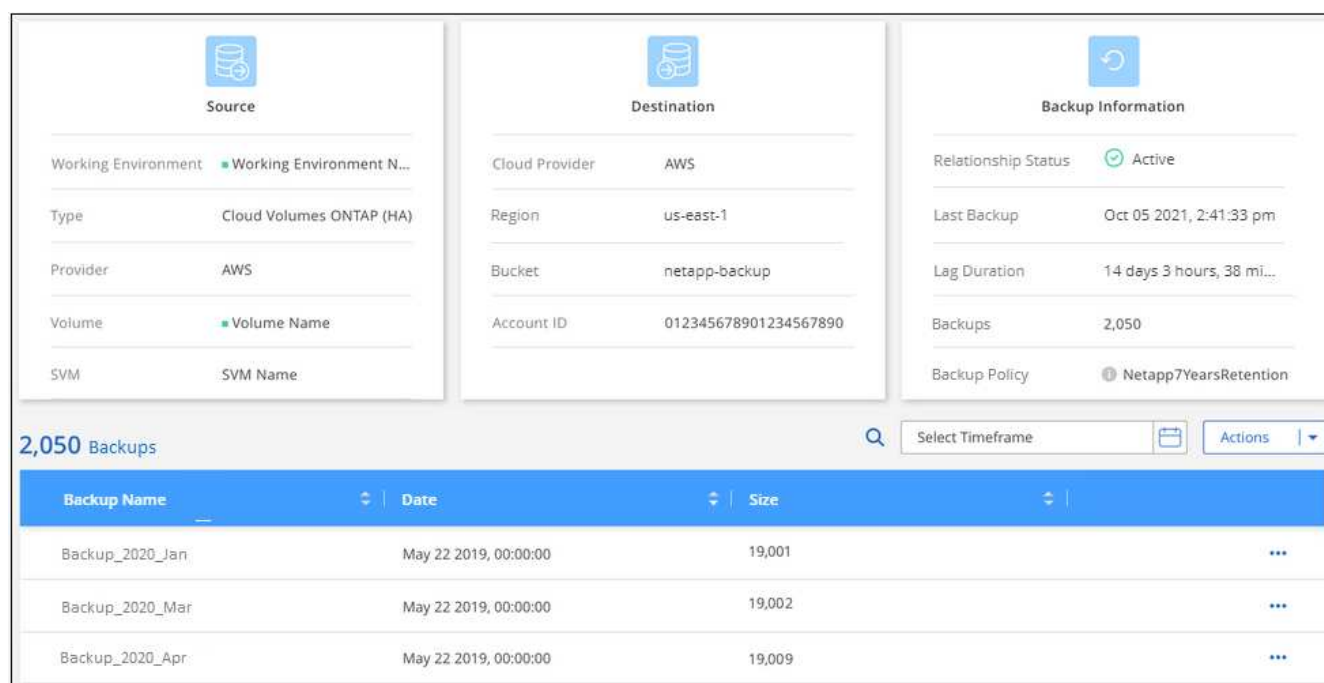 Source
Working Environment Working Environment N...
Type Cloud Volumes ONTAP (HA)
Provider AWS
Volume Volume Name
SVM SVM Name
Destination
Cloud Provider AWS
Region us-east-1
Bucket netapp-backup
Account ID 012345678901234567890
Backup Information
Relationship Status Active
Last Backup Oct 05 2021, 2:41:33 pm
Lag Duration 14 days 3 hours, 38 mi...
Backups 2,050
Backup Policy Netapp7YearsRetention
2,050 Backups
Select Timeframe
Actions
Backup Name Date Size
Backup_2020_Jan May 22 2019, 00:00:00 19,001
Backup_2020_Mar May 22 2019, 00:00:00 19,002
Backup_2020_Apr May 22 2019, 00:00:00 19,009